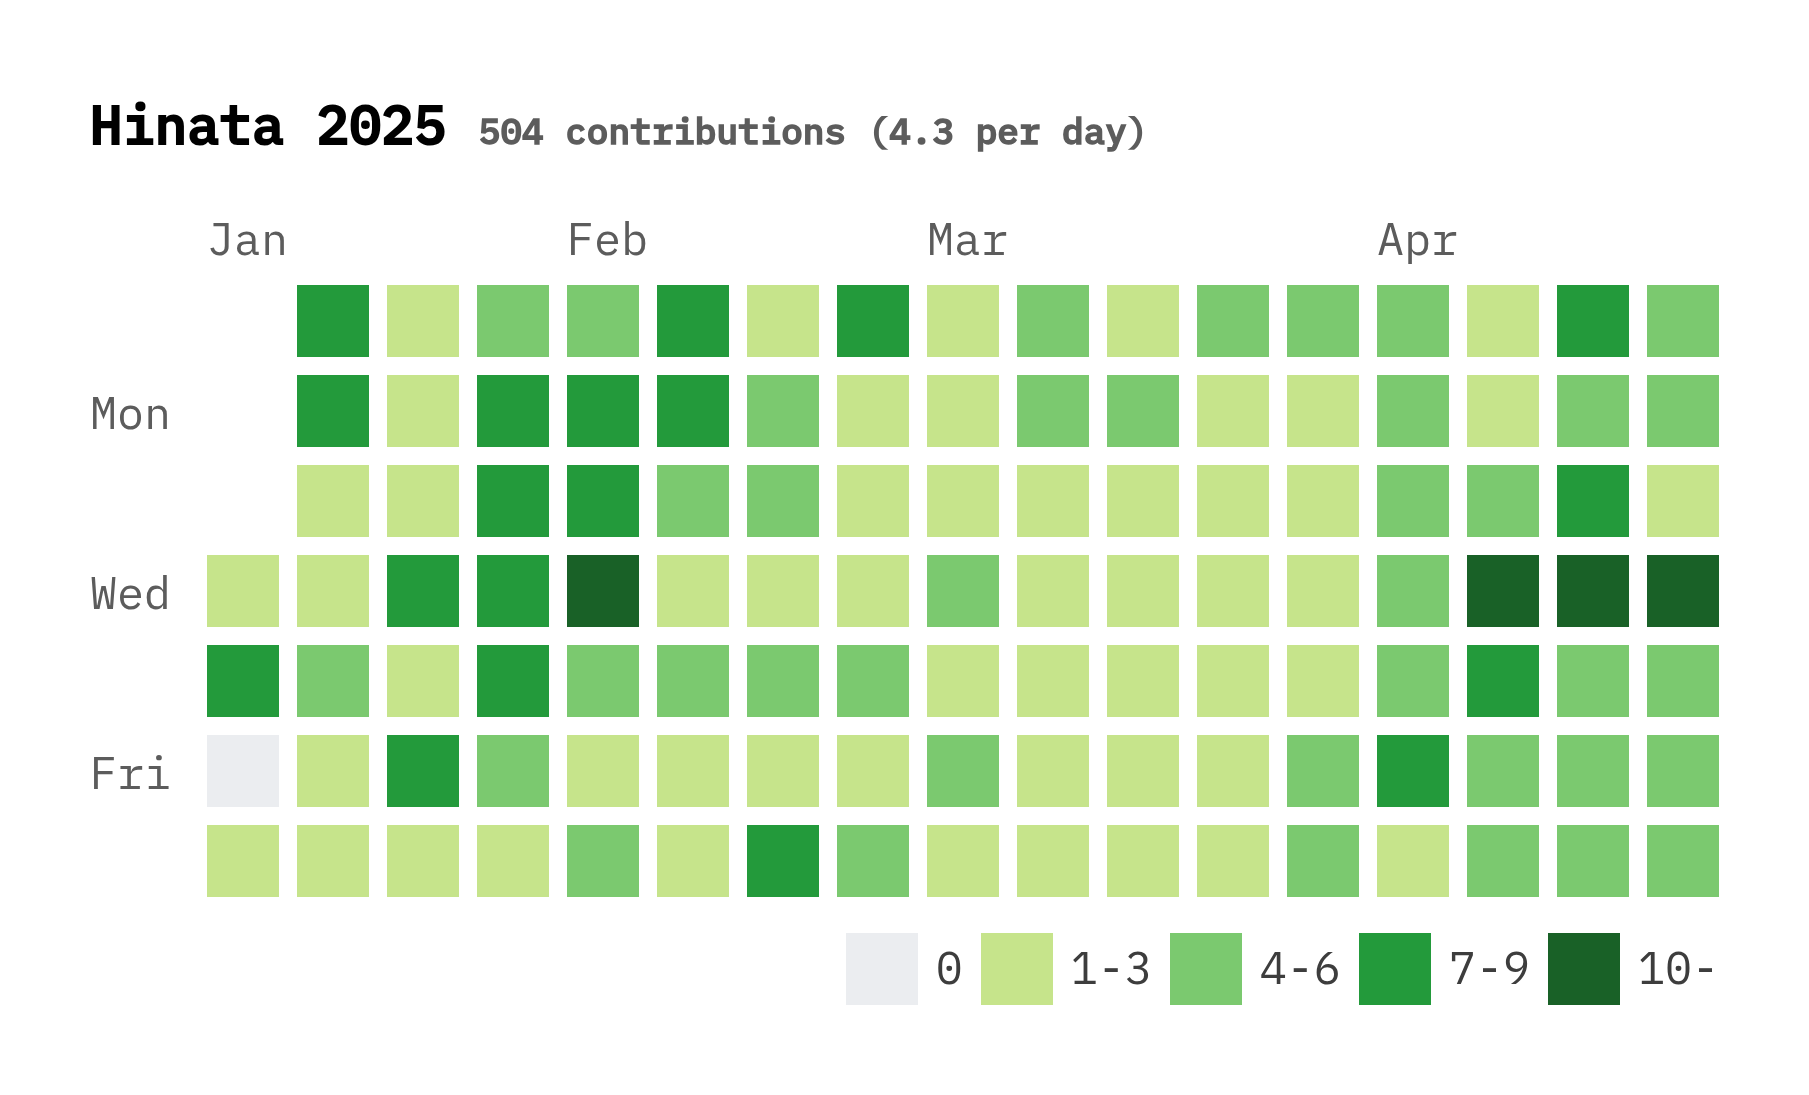 Hinata 2025 504 contributions (4.3 per day)
Jan Feb Mar Apr
Mon
Wed
Fri
0 1-3 4-6 7-9 10-